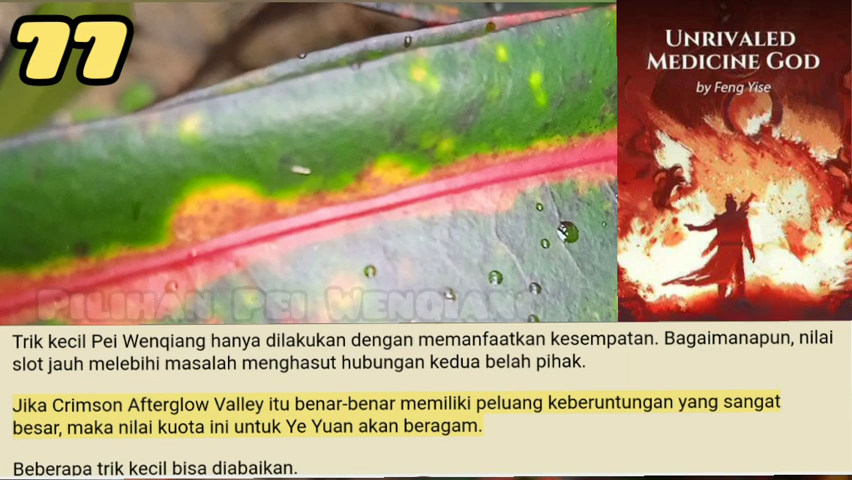 77
UNRIVALED
MEDICINE GOD
by Feng Yise
PILIHAN PEI WENQIANG
Trik kecil Pei Wenqiang hanya dilakukan dengan memanfaatkan kesempatan. Bagaimanapun, nilai
slot jauh melebihi masalah menghasut hubungan kedua belah pihak.
Jika Crimson Afterglow Valley itu benar-benar memiliki peluang keberuntungan yang sangat
besar, maka nilai kuota ini untuk Ye Yuan akan beragam.
Beberapa trik kecil bisa diabaikan.